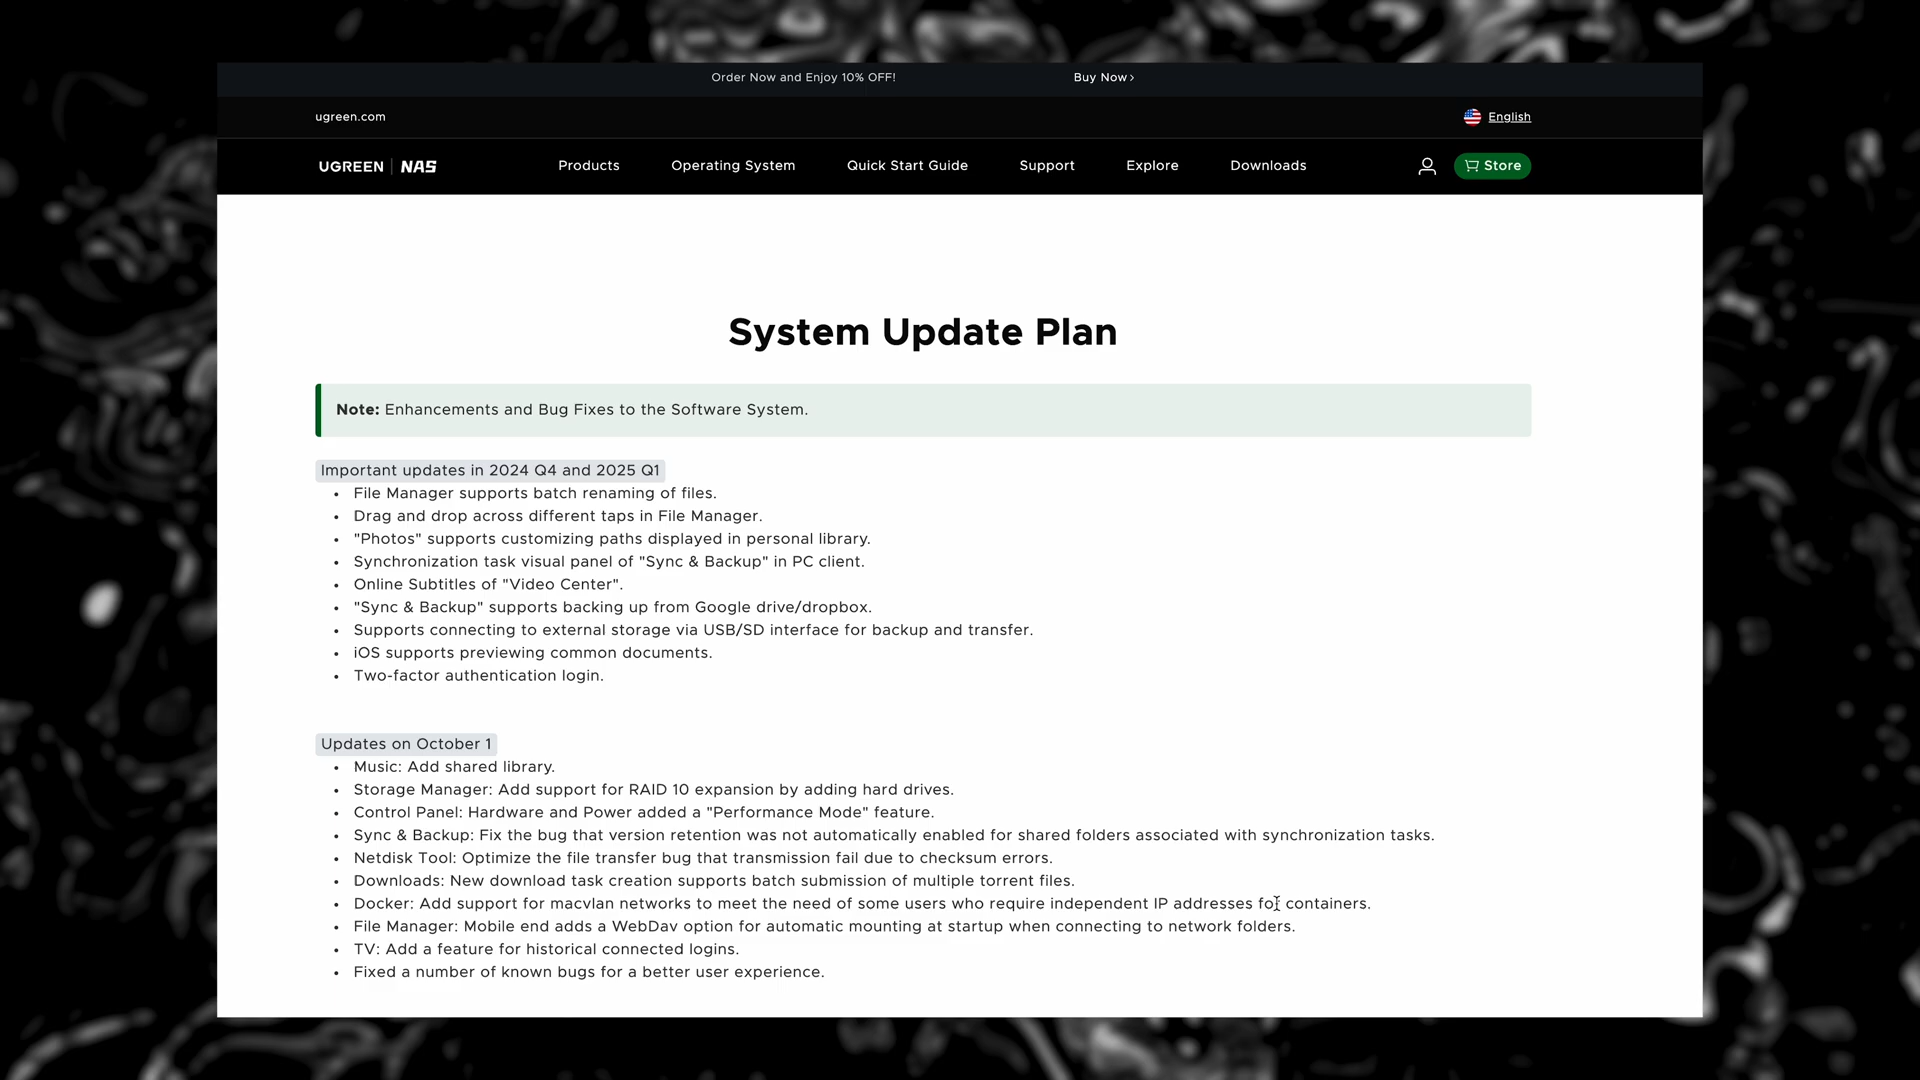 Order Now and Enjoy 10% OFF!
Buy Now>
ugreen.com
English
UGREEN | NAS
Products
Operating System
Quick Start Guide
Support
Explore
Downloads
Store
System Update Plan
Note: Enhancements and Bug Fixes to the Software System.
Important updates in 2024 Q4 and 2025 Q1
• File Manager supports batch renaming of files.
• Drag and drop across different taps in File Manager.
• "Photos" supports customizing paths displayed in personal library.
• Synchronization task visual panel of "Sync & Backup" in PC client.
• Online Subtitles of "Video Center".
• "Sync & Backup" supports backing up from Google drive/dropbox.
• Supports connecting to external storage via USB/SD interface for backup and transfer.
• iOS supports previewing common documents.
• Two-factor authentication login.
Updates on October 1
• Music: Add shared library.
• Storage Manager: Add support for RAID 10 expansion by adding hard drives.
• Control Panel: Hardware and Power added a "Performance Mode" feature.
• Sync & Backup: Fix the bug that version retention was not automatically enabled for shared folders associated with synchronization tasks.
• Netdisk Tool: Optimize the file transfer bug that transmission fail due to checksum errors.
• Downloads: New download task creation supports batch submission of multiple torrent files.
• Docker: Add support for macvlan networks to meet the need of some users who require independent IP addresses for containers.
• File Manager: Mobile end adds a WebDav option for automatic mounting at startup when connecting to network folders.
• TV: Add a feature for historical connected logins.
• Fixed a number of known bugs for a better user experience.